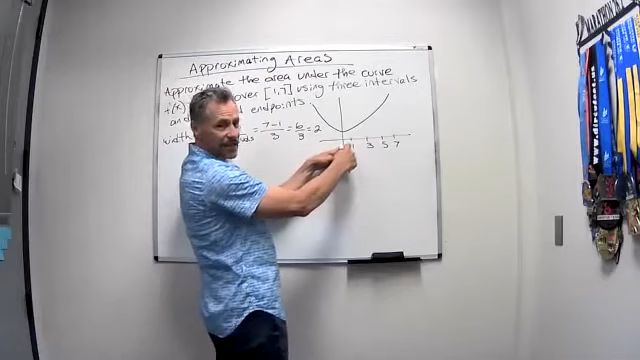 Approximating Areas
Approximate the area under the curve
f(x) over [1,7] using three intervals
and endpoints.
width = 7-1/3 = 6/3 = 2
1 3 5 7
MARATHON